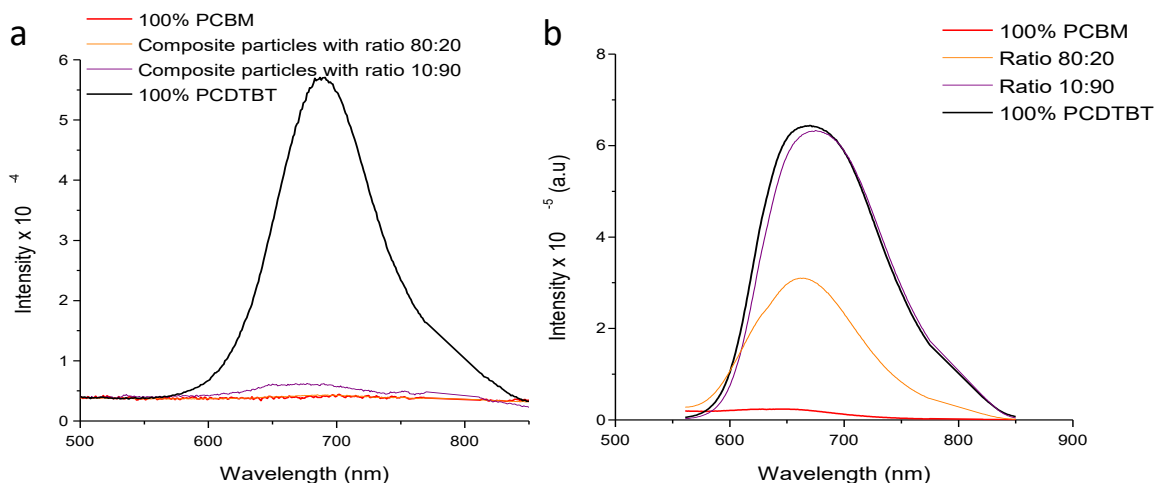 a
100% PCBM
Composite particles with ratio 80:20
Composite particles with ratio 10:90
100% PCDTBT
6
5
4
3
2
1
0
500
600
700
800
Intensity x 10 -4
Wavelength (nm)
b
100% PCBM
Ratio 80:20
Ratio 10:90
100% PCDTBT
8
6
4
2
0
500
600
700
800
900
Intensity x 10 -5 (a.u)
Wavelength (nm)